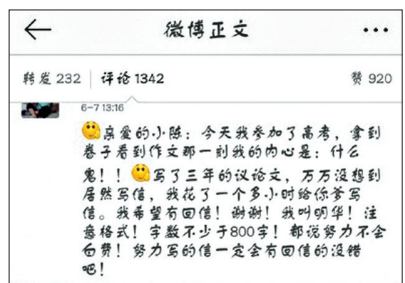 微博正文
转发 232 评论 1342 赞 920
6-7 13:16
亲爱的小陈：今天我参加了高考，拿到
卷子看到作文那一刻我的内心是：什么
鬼！！写了三年的议论文，万万没想到
居然写信，我花了一个多小时给你爹写
信。我希望有回信！谢谢！我叫明华！注
意格式！字数不少于800字！都说努力不会
白费！努力写的信一定会有回信的没错
吧！